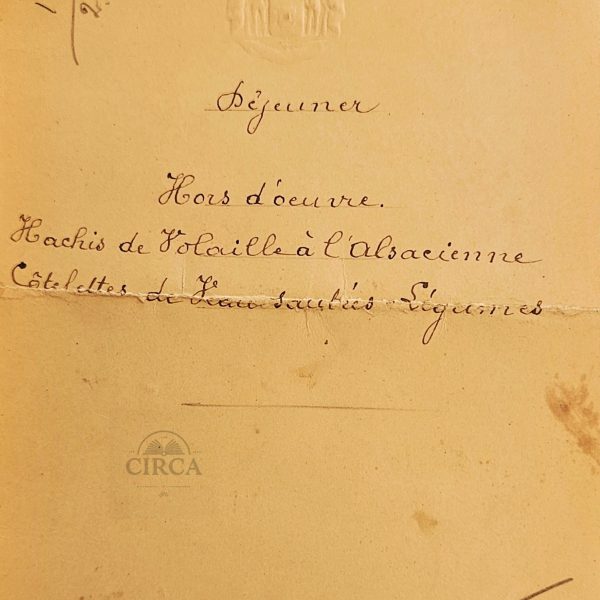 Déjeuner
Hors d'oeuvre.
Hachis de Volaille à l'Alsacienne
Côtelettes de Veau sautées Légumes
CIRCA